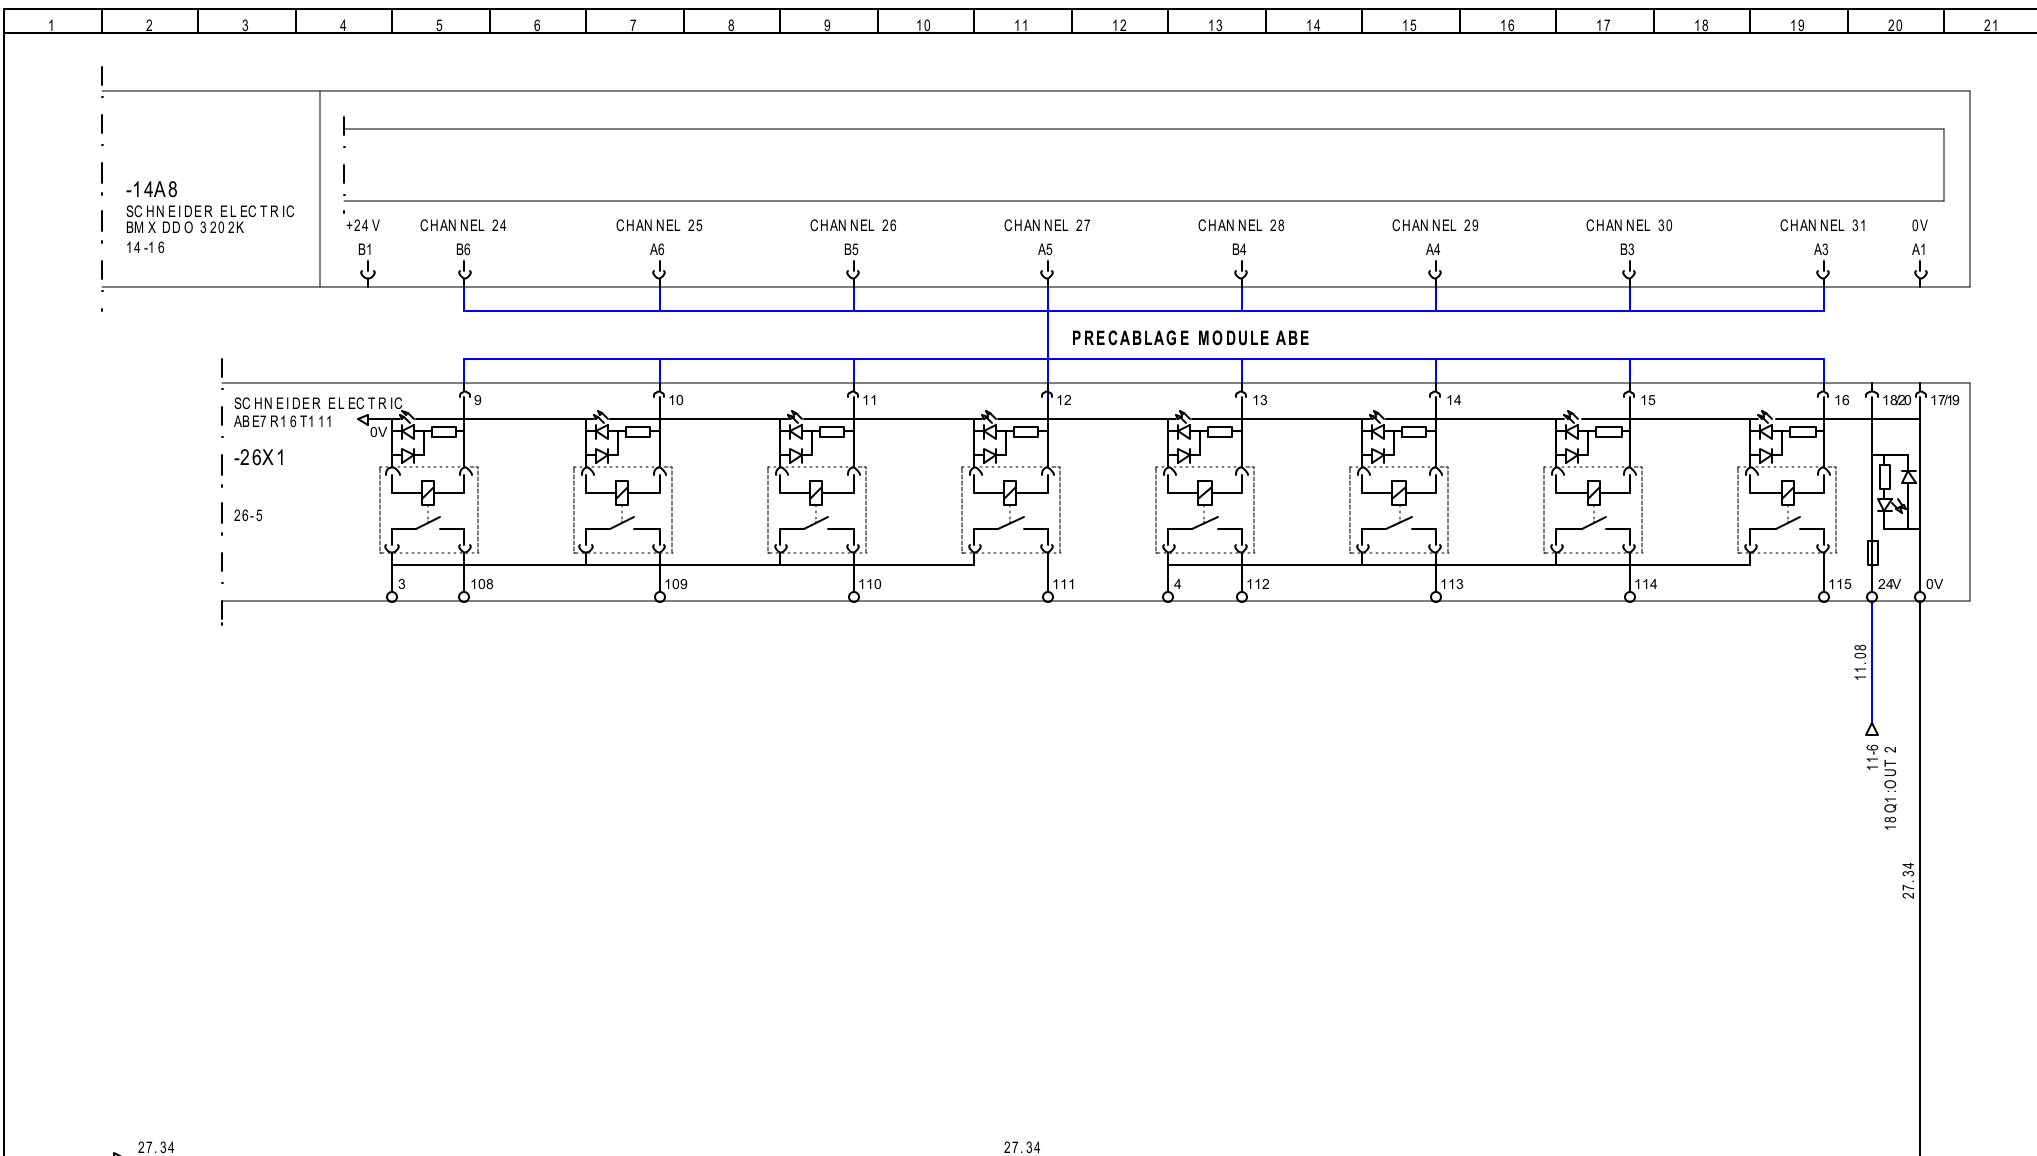 1 2 3 4 5 6 7 8 9 10 11 12 13 14 15 16 17 18 19 20 21
-14A8
SCHNEIDER ELECTRIC
BMX DDO 3202K
14-16
+24V CHANNEL 24 CHANNEL 25 CHANNEL 26 CHANNEL 27 CHANNEL 28 CHANNEL 29 CHANNEL 30 CHANNEL 31 0V
B1 B6 A6 B5 A5 B4 A4 B3 A3 A1
PRECABLAGE MODULE ABE
SCHNEIDER ELECTRIC
ABE7R16T111
-26X1
26-5
0V
9 10 11 12 13 14 15 16 18/20 17/19
3 108 109 110 111 4 112 113 114 115 24V 0V
11.08
11-6
18Q1:OUT 2
27.34
27.34 27.34